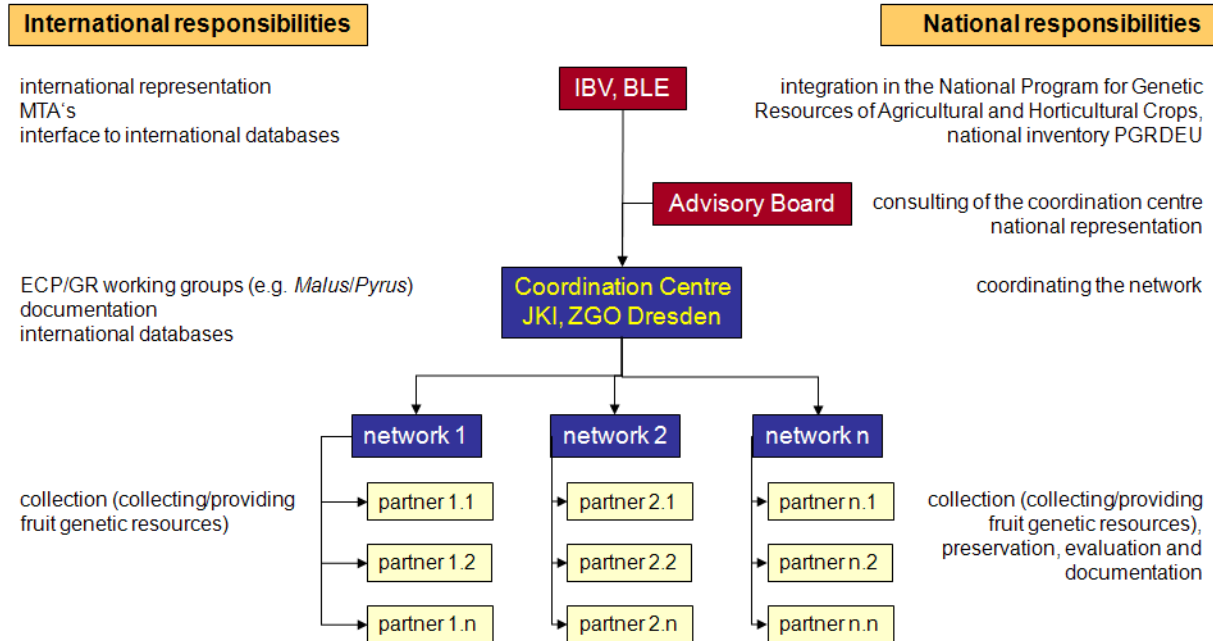 International responsibilities
National responsibilities
international representation
MTA‘s
interface to international databases
IBV, BLE
integration in the National Program for Genetic
Resources of Agricultural and Horticultural Crops,
national inventory PGRDEU
Advisory Board
consulting of the coordination centre
national representation
ECP/GR working groups (e.g. Malus/Pyrus)
documentation
international databases
Coordination Centre
JKI, ZGO Dresden
coordinating the network
network 1
network 2
network n
collection (collecting/providing
fruit genetic resources)
partner 1.1
partner 2.1
partner n.1
partner 1.2
partner 2.2
partner n.2
partner 1.n
partner 2.n
partner n.n
collection (collecting/providing
fruit genetic resources),
preservation, evaluation and
documentation